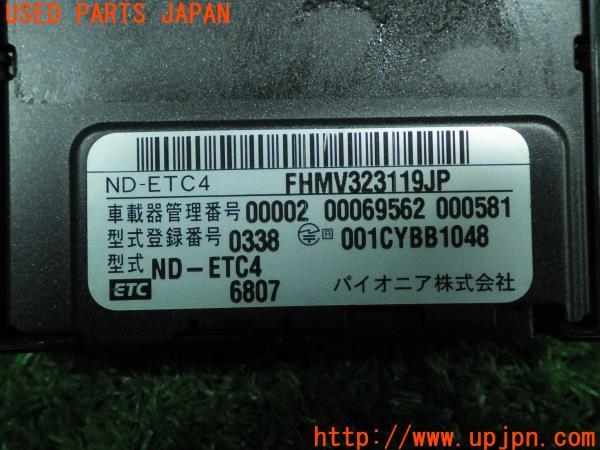 USED PARTS JAPAN
ND-ETC4 FHMV323119JP
車載器管理番号 00002 00069562 000581
型式登録番号 0338 R 001CYBB1048
型式 ND-ETC4
ETC 6807 パイオニア株式会社
http://www.upjpn.com/